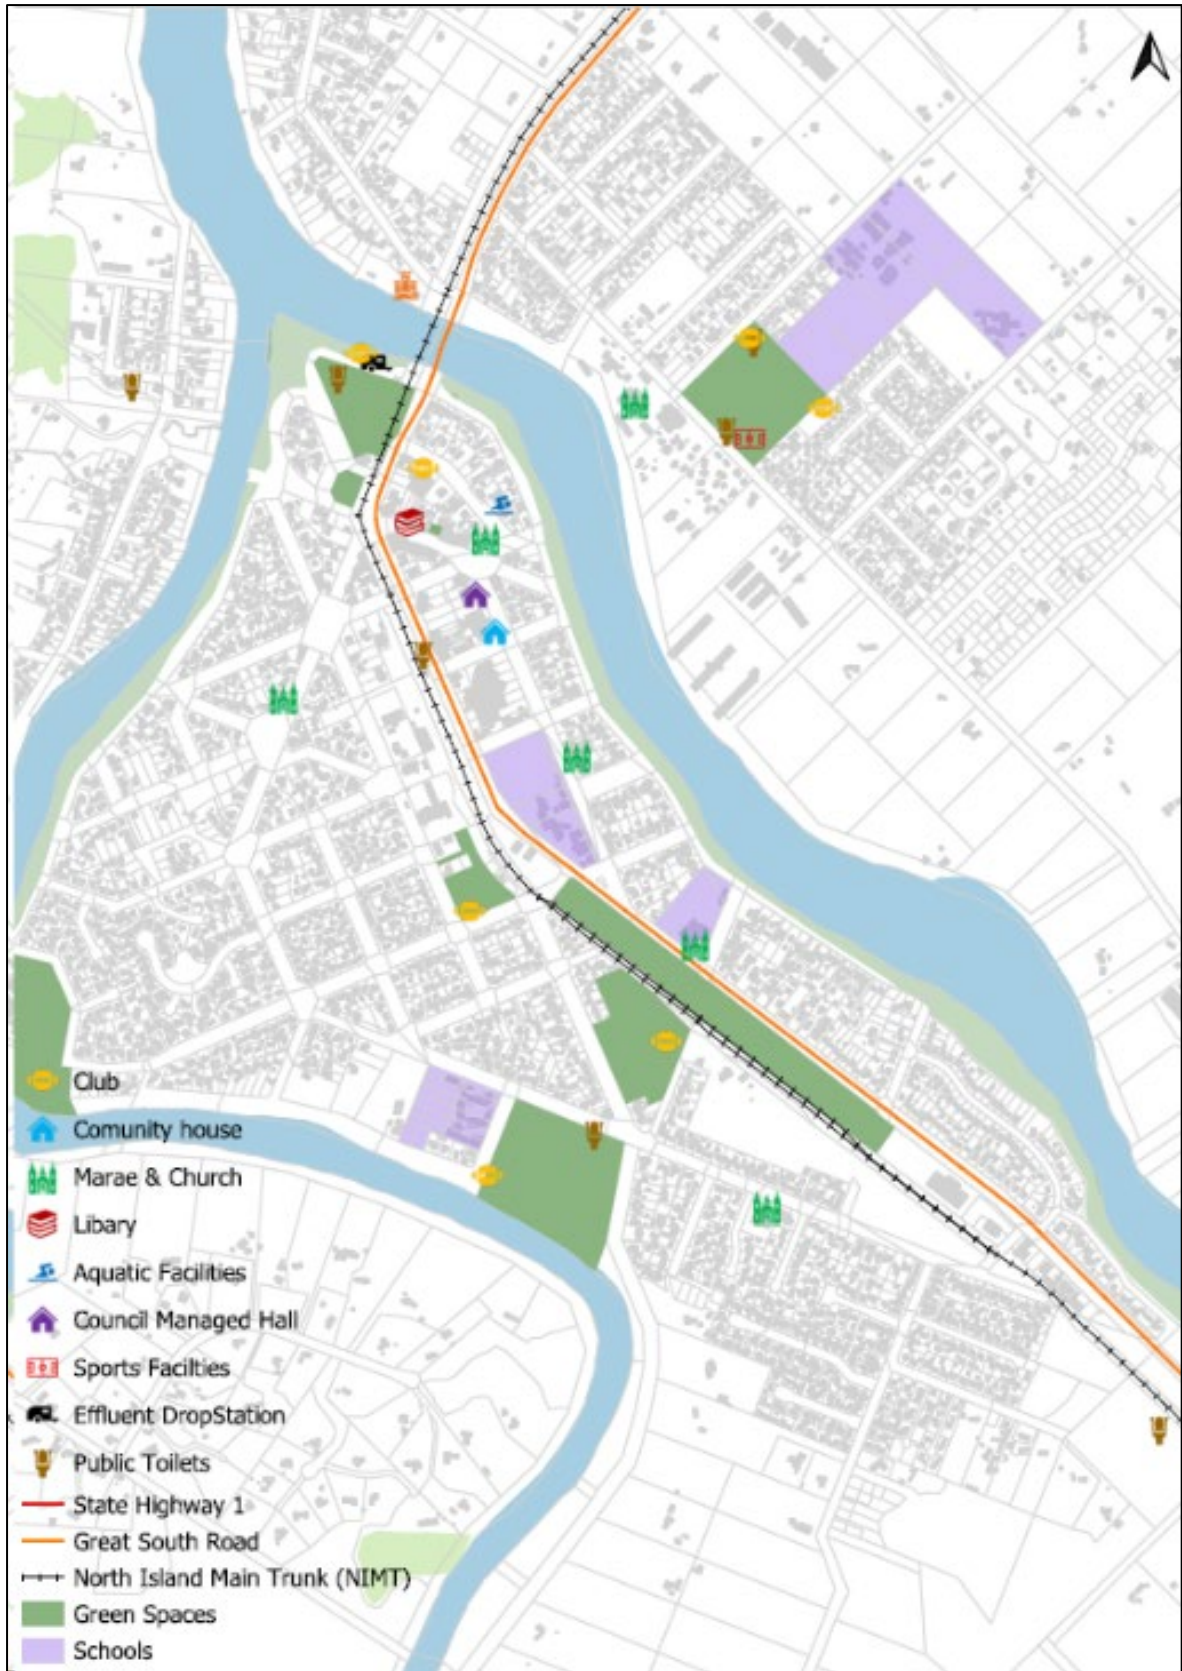 Club
Comunity house
Marae & Church
Libary
Aquatic Facilities
Council Managed Hall
Sports Facilties
Effluent DropStation
Public Toilets
State Highway 1
Great South Road
North Island Main Trunk (NIMT)
Green Spaces
Schools